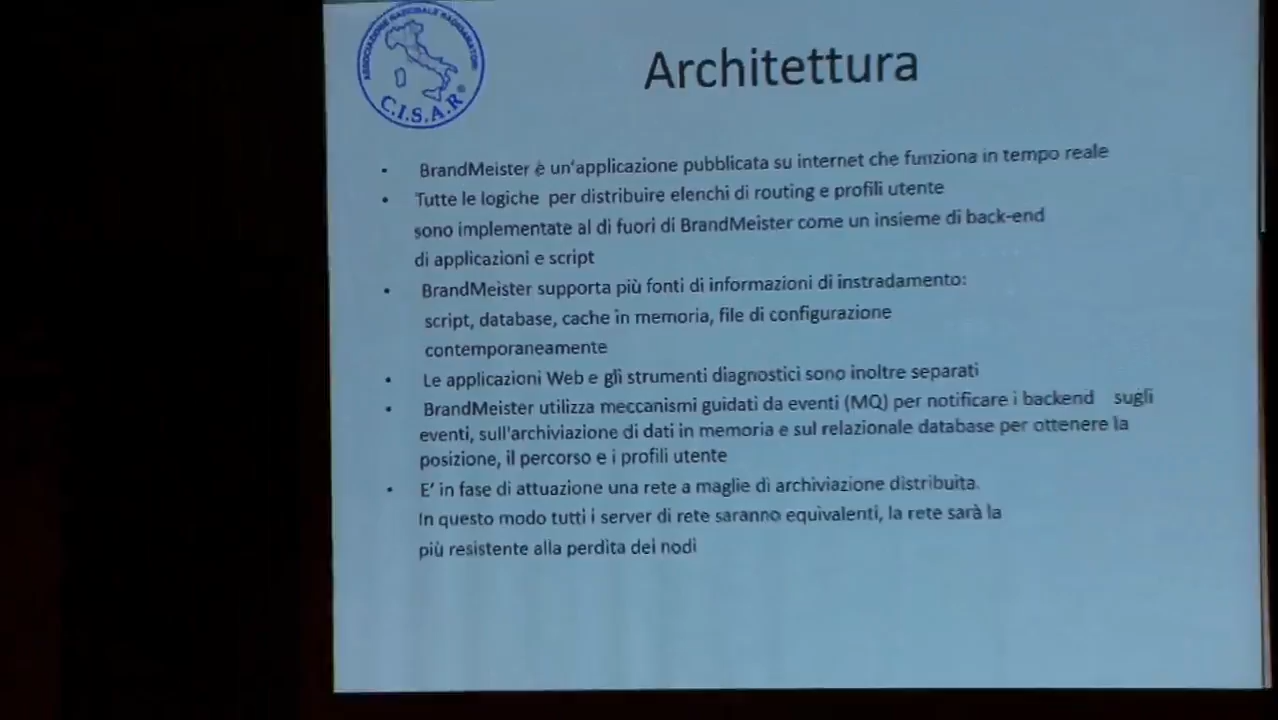 ASSOCIAZIONE NAZIONALE RADIOAMATORI
C.I.S.A.R.®
Architettura
• BrandMeister è un'applicazione pubblicata su internet che funziona in tempo reale
• Tutte le logiche per distribuire elenchi di routing e profili utente
sono implementate al di fuori di BrandMeister come un insieme di back-end
di applicazioni e script
• BrandMeister supporta più fonti di informazioni di instradamento:
script, database, cache in memoria, file di configurazione
contemporaneamente
• Le applicazioni Web e gli strumenti diagnostici sono inoltre separati
• BrandMeister utilizza meccanismi guidati da eventi (MQ) per notificare i backend sugli
eventi, sull'archiviazione di dati in memoria e sul relazionale database per ottenere la
posizione, il percorso e i profili utente
• E' in fase di attuazione una rete a maglie di archiviazione distribuita.
In questo modo tutti i server di rete saranno equivalenti, la rete sarà la
più resistente alla perdita dei nodi